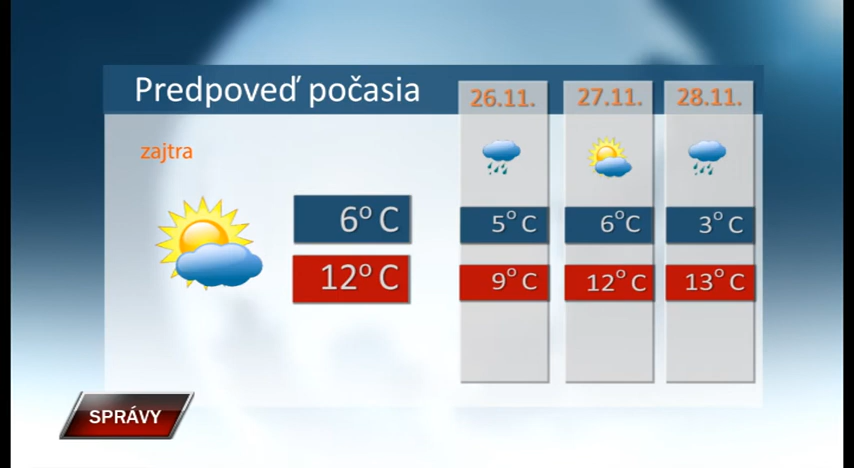 Predpoveď počasia
zajtra
6° C
12° C
26.11. 27.11. 28.11.
5° C 6°C 3° C
9° C 12° C 13° C
SPRÁVY